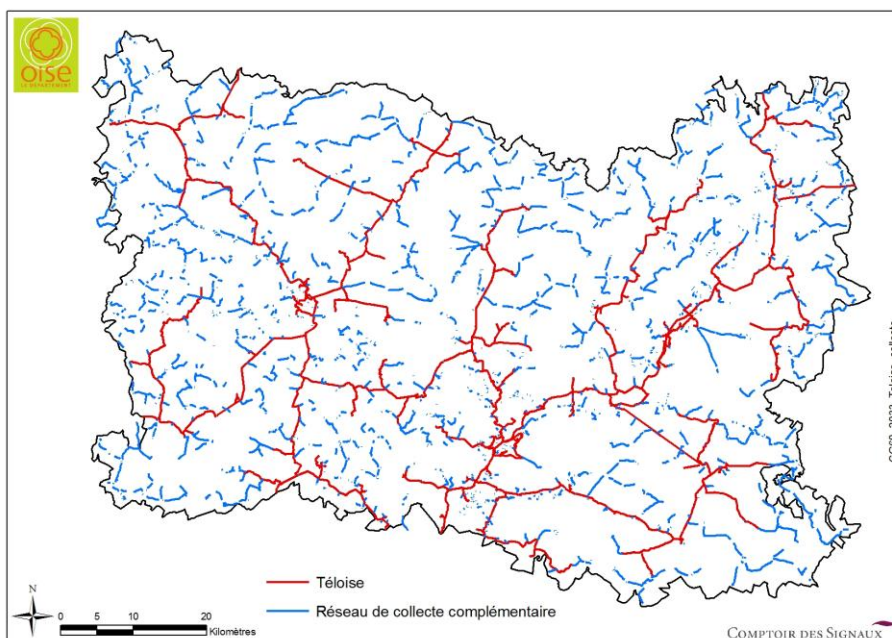 oise
LE DÉPARTEMENT
Téloise
Réseau de collecte complémentaire
N
0 5 10 20
Kilomètres
COMPTOIR DES SIGNAUX